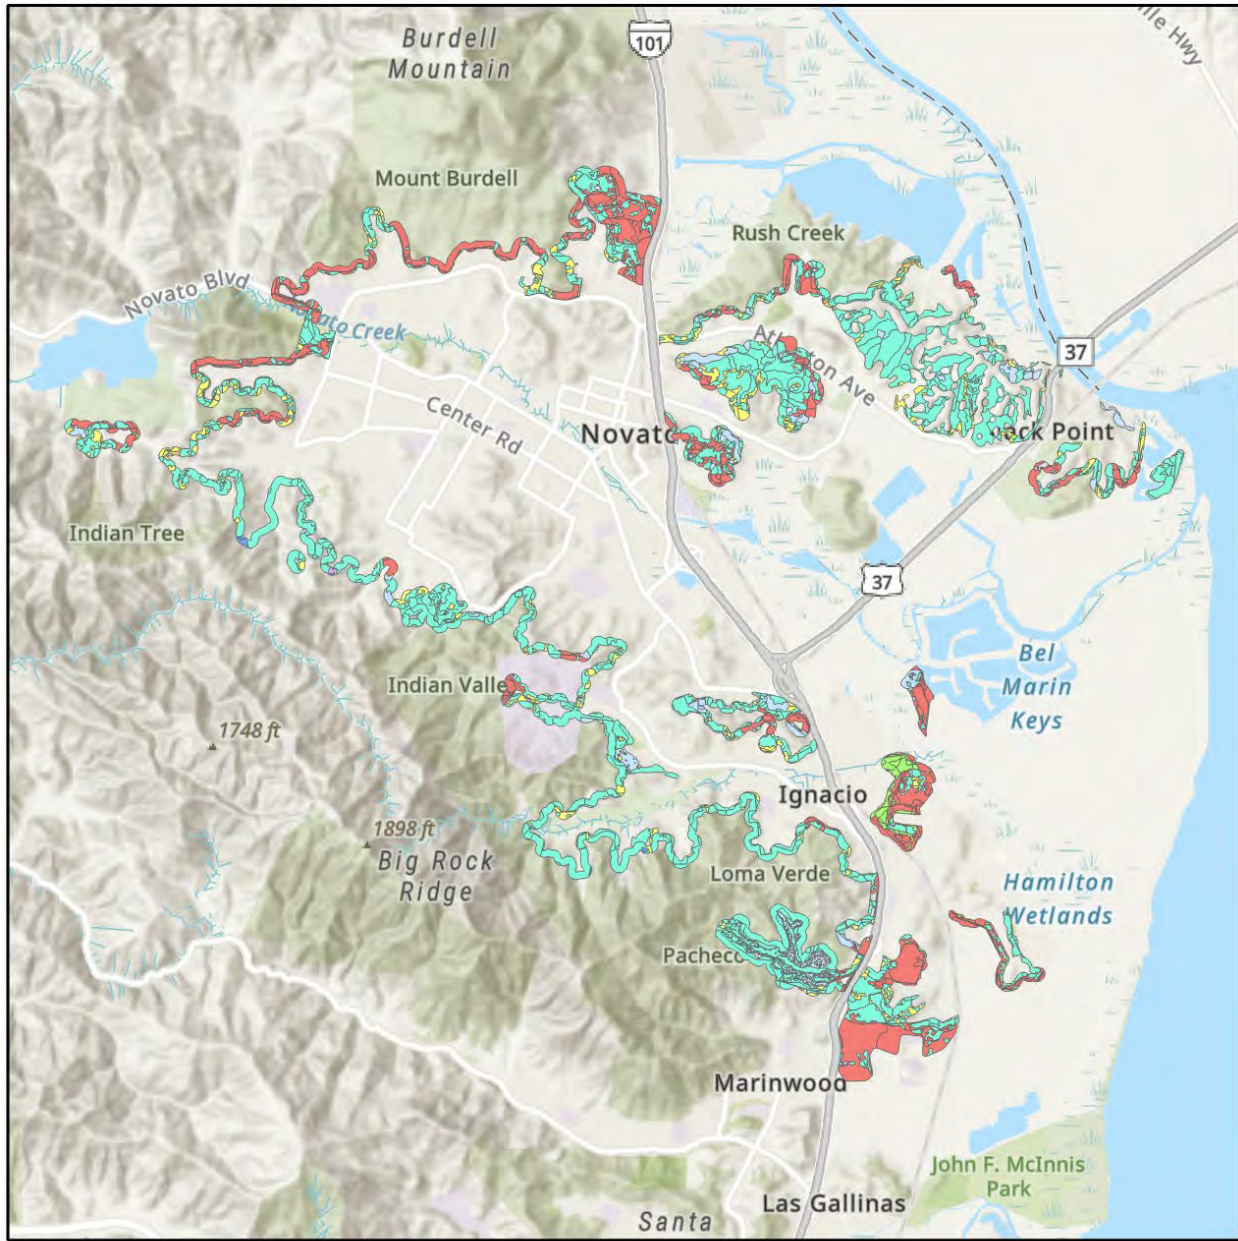 Burdell
Mountain
101
Mount Burdell
Rush Creek
Novato Blvd
Creek
37
Ave
Center Rd
Point
Indian Tree
37
Indian
Bel
Marin
Keys
1748 ft
Ignacio
1898 ft
Big Rock
Ridge
Loma Verde
Hamilton
Wetlands
Pacheco
Marinwood
John F. McInnis
Park
Las Gallinas
Santa